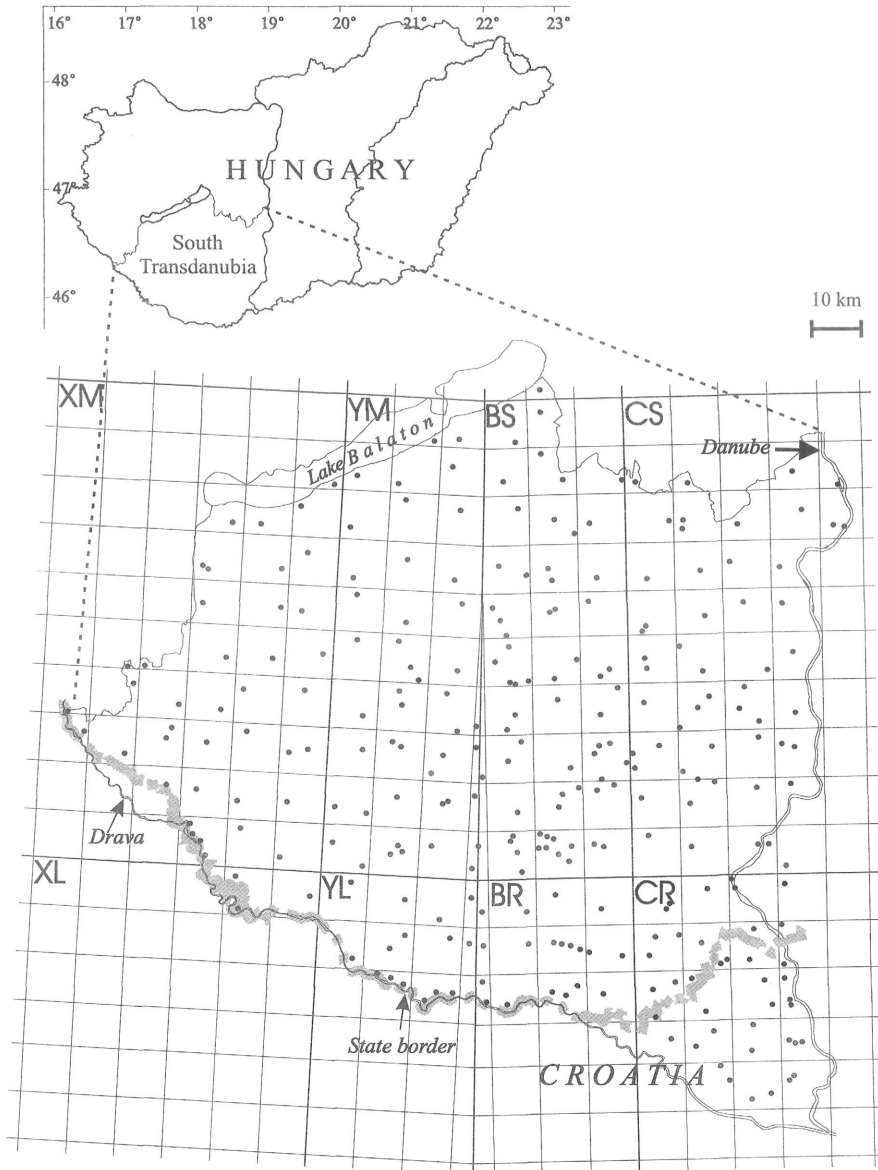 16° 17° 18° 19° 20° 21° 22° 23°
48°
HUNGARY
47°
South
Transdanubia
46°
10 km
XM
YM
BS
CS
Lake Balaton
Danube
Drava
XL
YL
BR
CR
State border
CROATIA